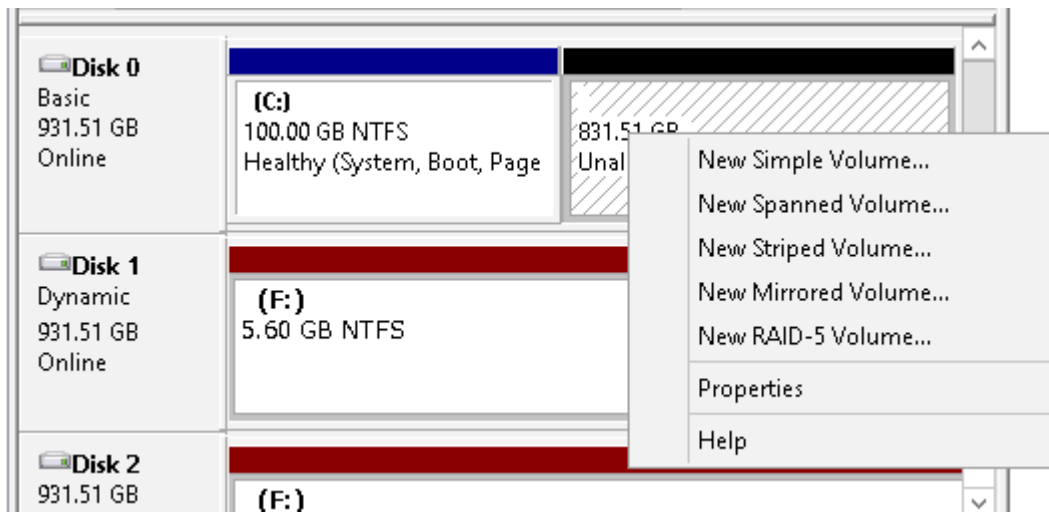 Disk 0
Basic
931.51 GB
Online
(C:)
100.00 GB NTFS
Healthy (System, Boot, Page
831.51 GB
Unal
New Simple Volume...
New Spanned Volume...
New Striped Volume...
New Mirrored Volume...
New RAID-5 Volume...
Properties
Help
Disk 1
Dynamic
931.51 GB
Online
(F:)
5.60 GB NTFS
Disk 2
931.51 GB
(F:)